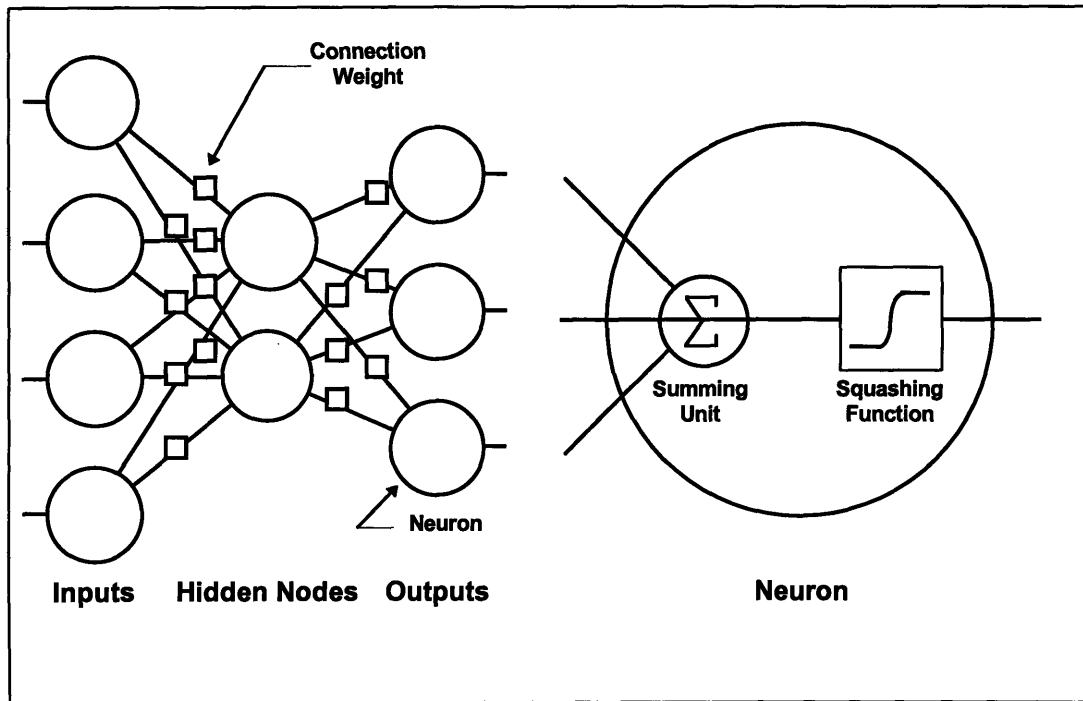 Connection
Weight
Neuron
Inputs
Hidden Nodes
Outputs
Σ
Summing
Unit
Squashing
Function
Neuron